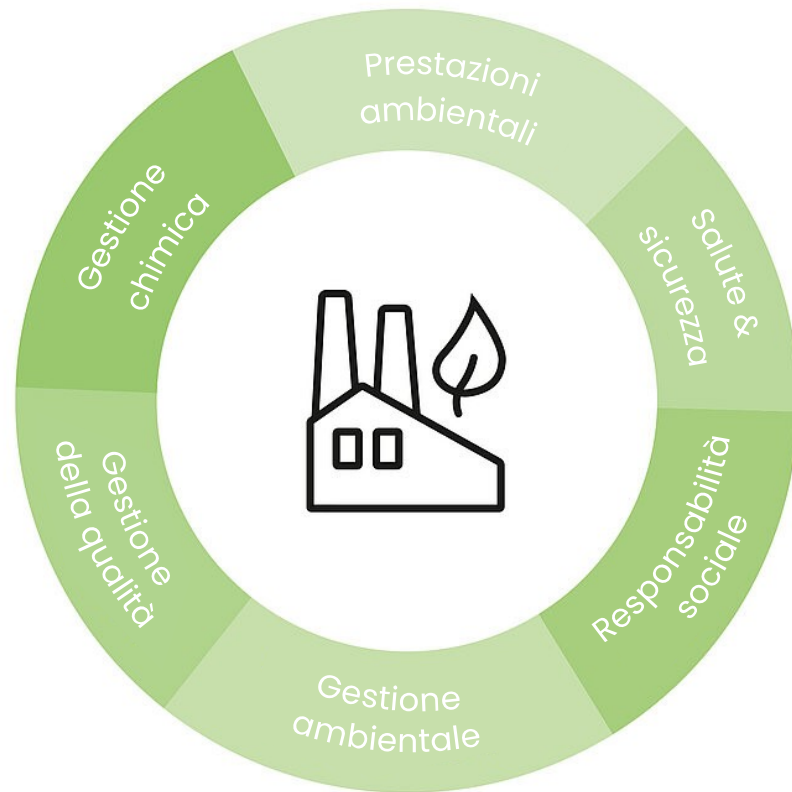 Prestazioni
ambientali
Salute &
sicurezza
Responsabilità
sociale
Gestione
ambientale
Gestione
della qualità
Gestione
chimica